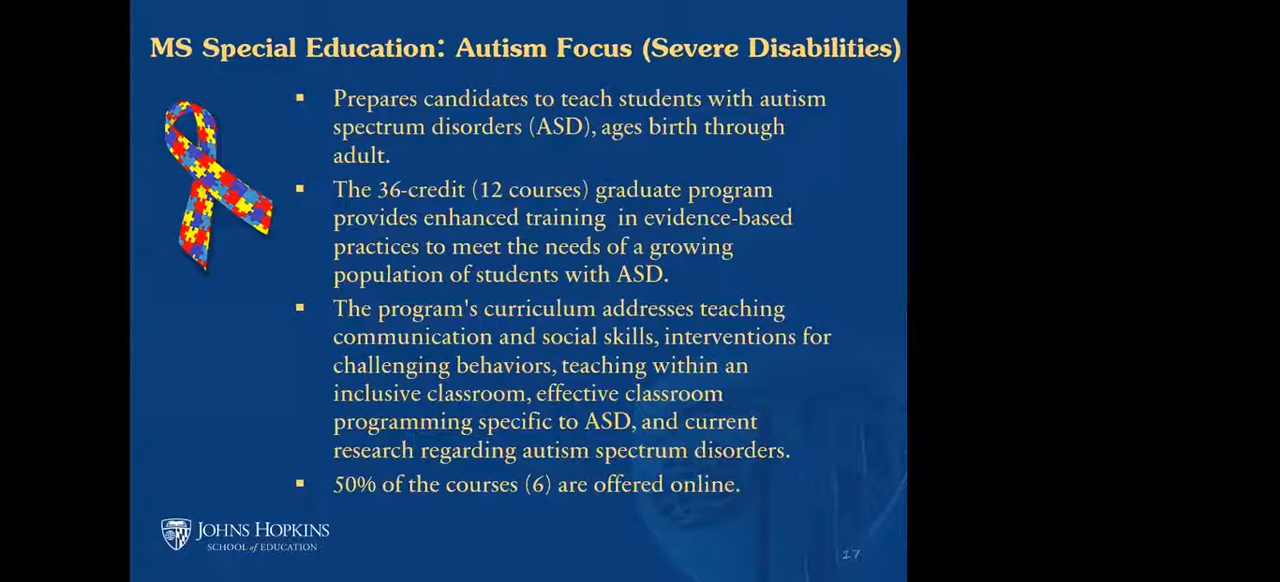 MS Special Education: Autism Focus (Severe Disabilities)
▪ Prepares candidates to teach students with autism
spectrum disorders (ASD), ages birth through
adult.
▪ The 36-credit (12 courses) graduate program
provides enhanced training in evidence-based
practices to meet the needs of a growing
population of students with ASD.
▪ The program's curriculum addresses teaching
communication and social skills, interventions for
challenging behaviors, teaching within an
inclusive classroom, effective classroom
programming specific to ASD, and current
research regarding autism spectrum disorders.
▪ 50% of the courses (6) are offered online.
JOHNS HOPKINS
SCHOOL of EDUCATION
17